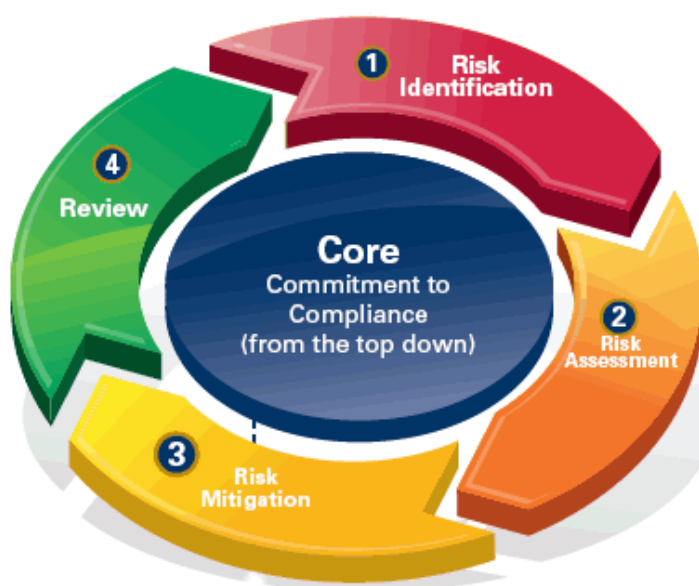 1
Risk
Identification
2
Risk
Assessment
3
Risk
Mitigation
4
Review
Core
Commitment to
Compliance
(from the top down)